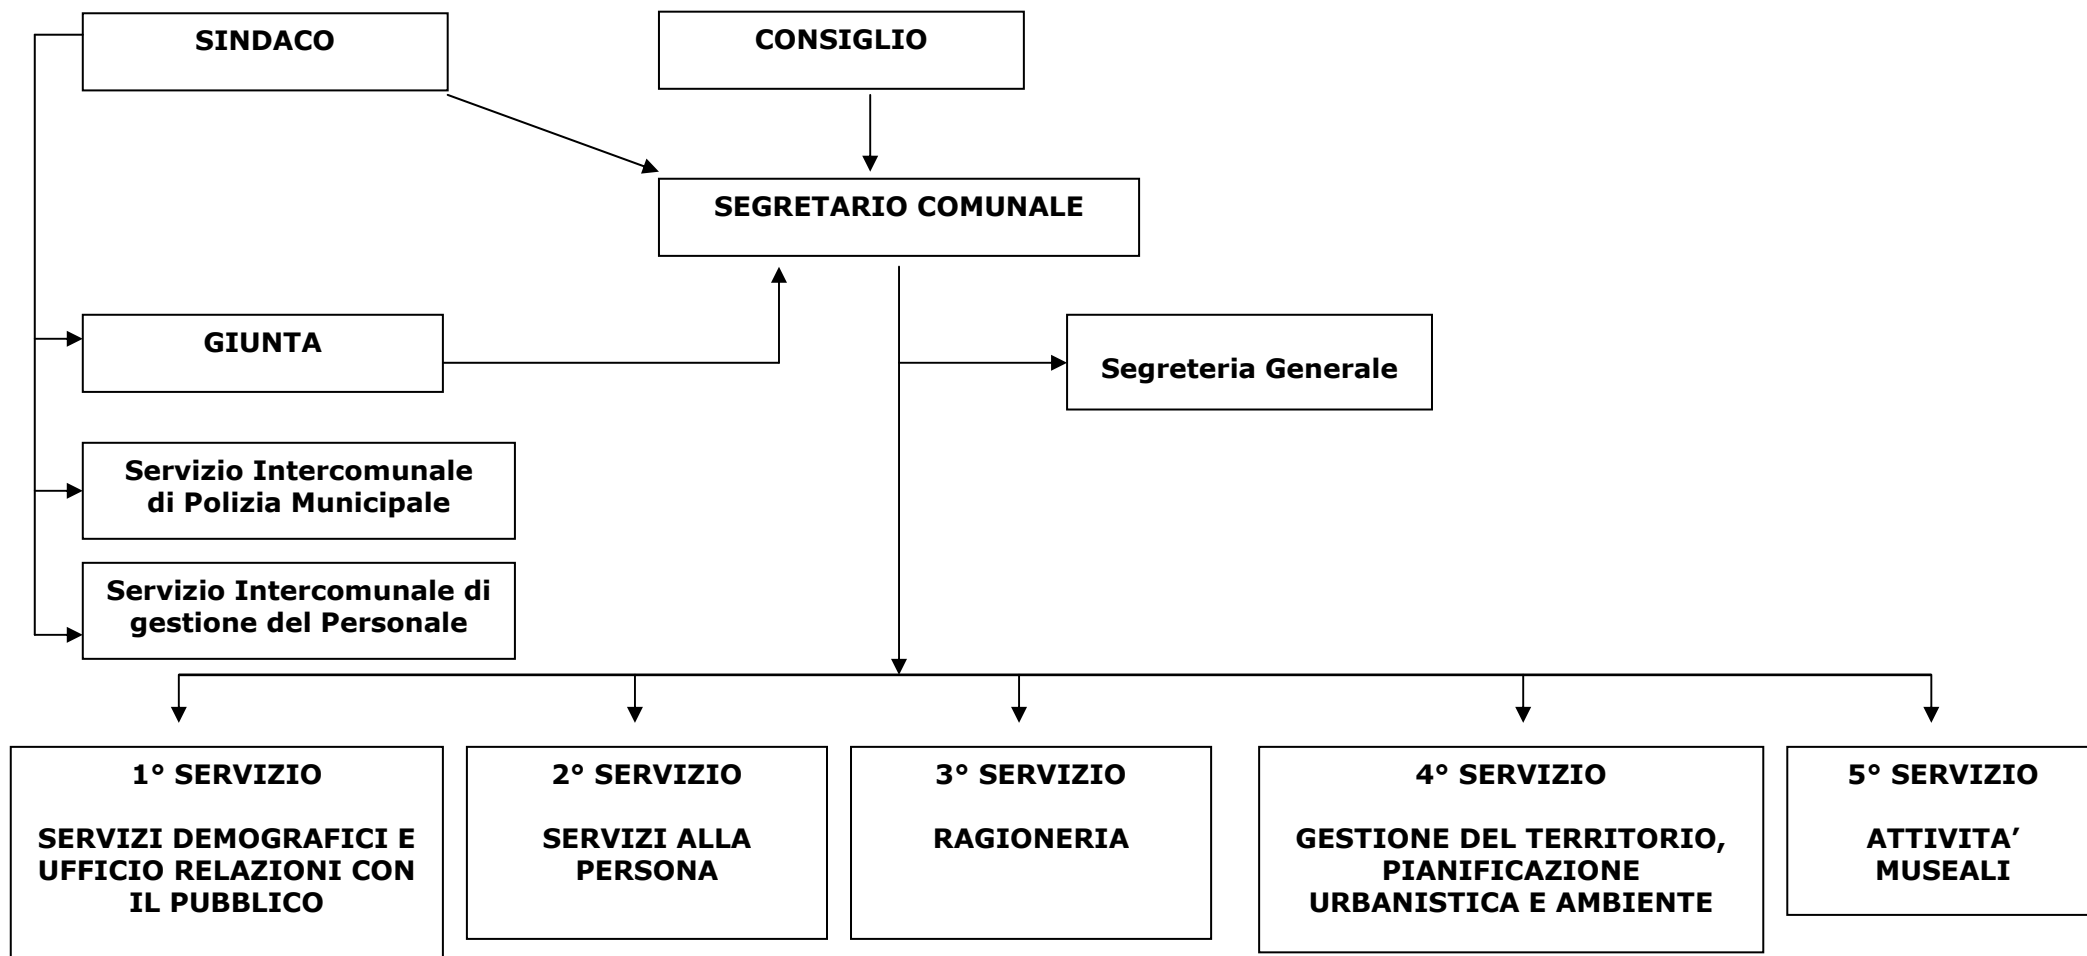 SINDACO
CONSIGLIO
SEGRETARIO COMUNALE
GIUNTA
Segreteria Generale
Servizio Intercomunale
di Polizia Municipale
Servizio Intercomunale di
gestione del Personale
1° SERVIZIO
SERVIZI DEMOGRAFICI E
UFFICIO RELAZIONI CON
IL PUBBLICO
2° SERVIZIO
SERVIZI ALLA
PERSONA
3° SERVIZIO
RAGIONERIA
4° SERVIZIO
GESTIONE DEL TERRITORIO,
PIANIFICAZIONE
URBANISTICA E AMBIENTE
5° SERVIZIO
ATTIVITA’
MUSEALI